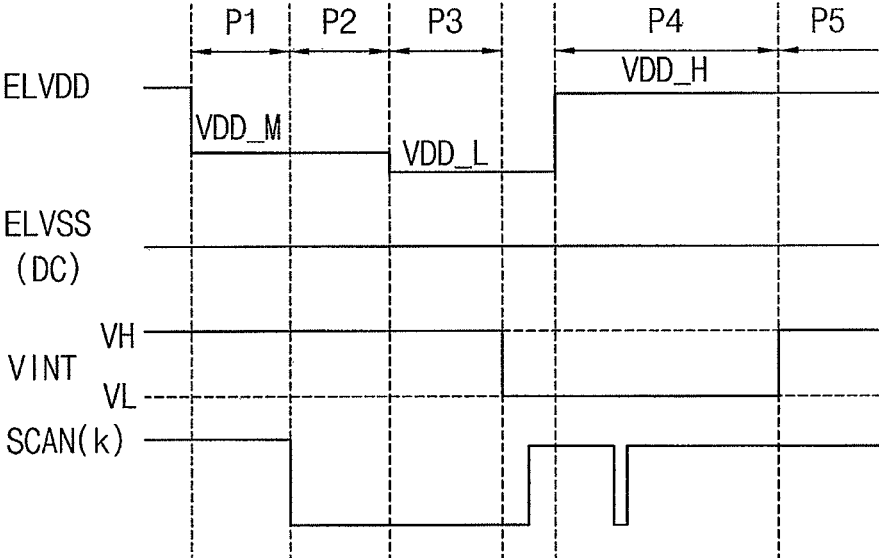 P1 P2 P3 P4 P5
VDD_H
ELVDD
VDD_M
VDD_L
ELVSS
(DC)
VH
VINT
VL
SCAN(k)